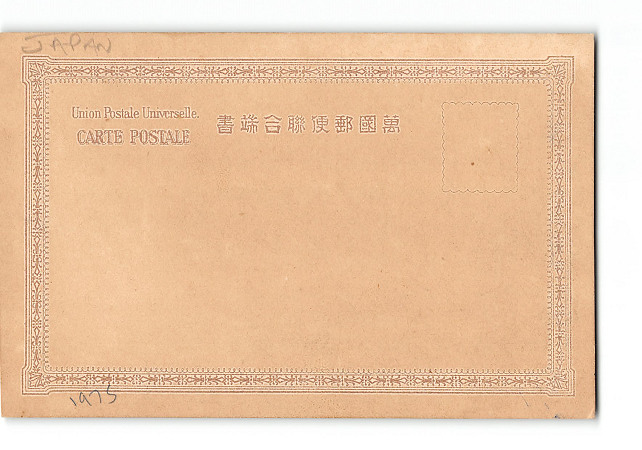 JAPAN
Union Postale Universelle.
CARTE POSTALE
萬國郵便聯合端書
1975